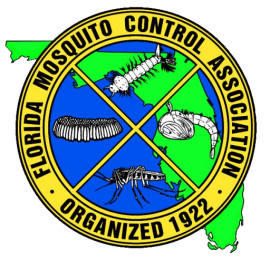 FLORIDA MOSQUITO CONTROL ASSOCIATION
· ORGANIZED 1922 ·